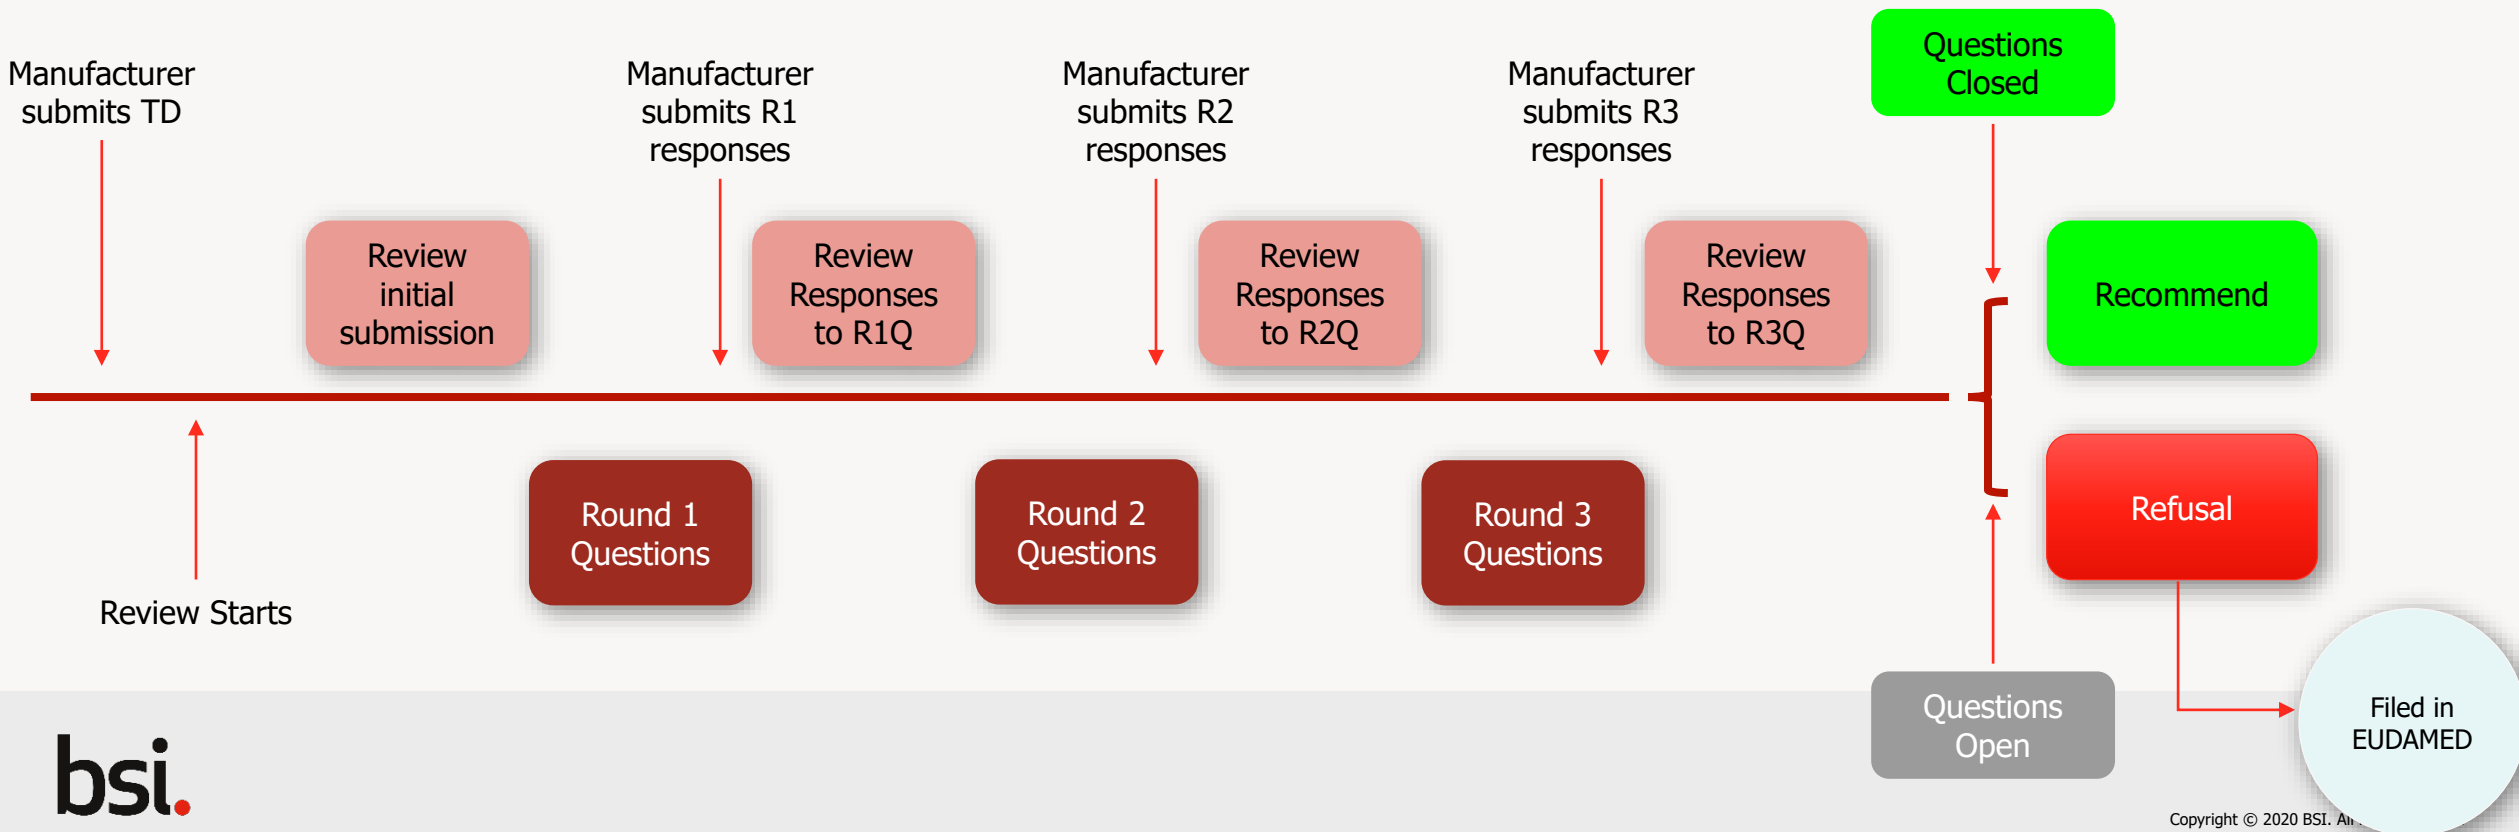 Manufacturer
submits TD
Manufacturer
submits R1
responses
Manufacturer
submits R2
responses
Manufacturer
submits R3
responses
Questions
Closed
Review
initial
submission
Review
Responses
to R1Q
Review
Responses
to R2Q
Review
Responses
to R3Q
Recommend
Review Starts
Round 1
Questions
Round 2
Questions
Round 3
Questions
Refusal
Questions
Open
Filed in
EUDAMED
bsi.
Copyright © 2020 BSI. All